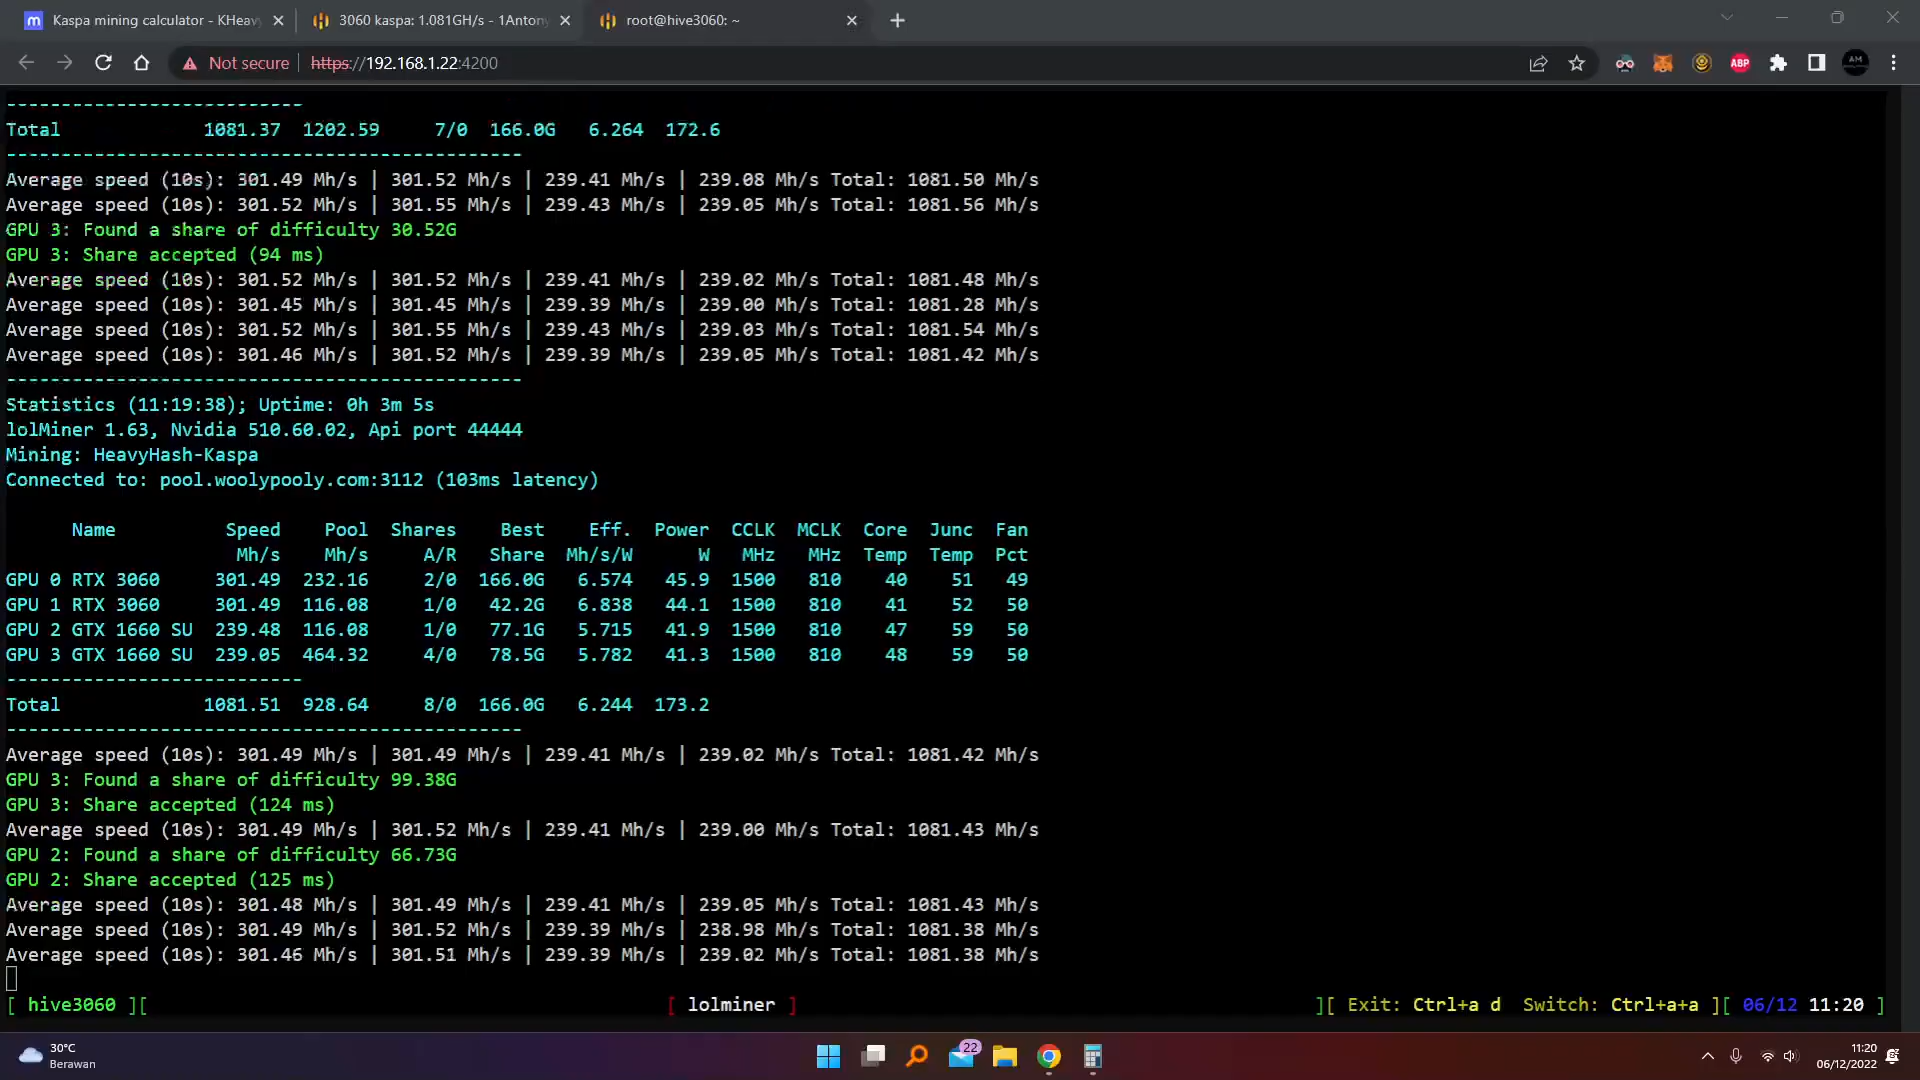 Kaspa mining calculator - KHeavy
3060 kaspa: 1.081GH/s - 1Antony
root@hive3060: ~
Not secure
https://192.168.1.22:4200
ABP
AM
---------------------------
Total 1081.37 1202.59 7/0 166.0G 6.264 172.6
-----------------------------------------------
Average speed (10s): 301.49 Mh/s | 301.52 Mh/s | 239.41 Mh/s | 239.08 Mh/s Total: 1081.50 Mh/s
Average speed (10s): 301.52 Mh/s | 301.55 Mh/s | 239.43 Mh/s | 239.05 Mh/s Total: 1081.56 Mh/s
GPU 3: Found a share of difficulty 30.52G
GPU 3: Share accepted (94 ms)
Average speed (10s): 301.52 Mh/s | 301.52 Mh/s | 239.41 Mh/s | 239.02 Mh/s Total: 1081.48 Mh/s
Average speed (10s): 301.45 Mh/s | 301.45 Mh/s | 239.39 Mh/s | 239.00 Mh/s Total: 1081.28 Mh/s
Average speed (10s): 301.52 Mh/s | 301.55 Mh/s | 239.43 Mh/s | 239.03 Mh/s Total: 1081.54 Mh/s
Average speed (10s): 301.46 Mh/s | 301.52 Mh/s | 239.39 Mh/s | 239.05 Mh/s Total: 1081.42 Mh/s
-----------------------------------------------
Statistics (11:19:38); Uptime: 0h 3m 5s
lolMiner 1.63, Nvidia 510.60.02, Api port 44444
Mining: HeavyHash-Kaspa
Connected to: pool.woolypooly.com:3112 (103ms latency)
Name Speed Pool Shares Best Eff. Power CCLK MCLK Core Junc Fan
Mh/s Mh/s A/R Share Mh/s/W W MHz MHz Temp Temp Pct
GPU 0 RTX 3060 301.49 232.16 2/0 166.0G 6.574 45.9 1500 810 40 51 49
GPU 1 RTX 3060 301.49 116.08 1/0 42.2G 6.838 44.1 1500 810 41 52 50
GPU 2 GTX 1660 SU 239.48 116.08 1/0 77.1G 5.715 41.9 1500 810 47 59 50
GPU 3 GTX 1660 SU 239.05 464.32 4/0 78.5G 5.782 41.3 1500 810 48 59 50
---------------------------
Total 1081.51 928.64 8/0 166.0G 6.244 173.2
-----------------------------------------------
Average speed (10s): 301.49 Mh/s | 301.49 Mh/s | 239.41 Mh/s | 239.02 Mh/s Total: 1081.42 Mh/s
GPU 3: Found a share of difficulty 99.38G
GPU 3: Share accepted (124 ms)
Average speed (10s): 301.49 Mh/s | 301.52 Mh/s | 239.41 Mh/s | 239.00 Mh/s Total: 1081.43 Mh/s
GPU 2: Found a share of difficulty 66.73G
GPU 2: Share accepted (125 ms)
Average speed (10s): 301.48 Mh/s | 301.49 Mh/s | 239.41 Mh/s | 239.05 Mh/s Total: 1081.43 Mh/s
Average speed (10s): 301.49 Mh/s | 301.52 Mh/s | 239.39 Mh/s | 238.98 Mh/s Total: 1081.38 Mh/s
Average speed (10s): 301.46 Mh/s | 301.51 Mh/s | 239.39 Mh/s | 239.02 Mh/s Total: 1081.38 Mh/s
[ hive3060 ][ [ lolminer ] ][ Exit: Ctrl+a d Switch: Ctrl+a+a ][ 06/12 11:20 ]
30°C
Berawan
22
11:20
06/12/2022